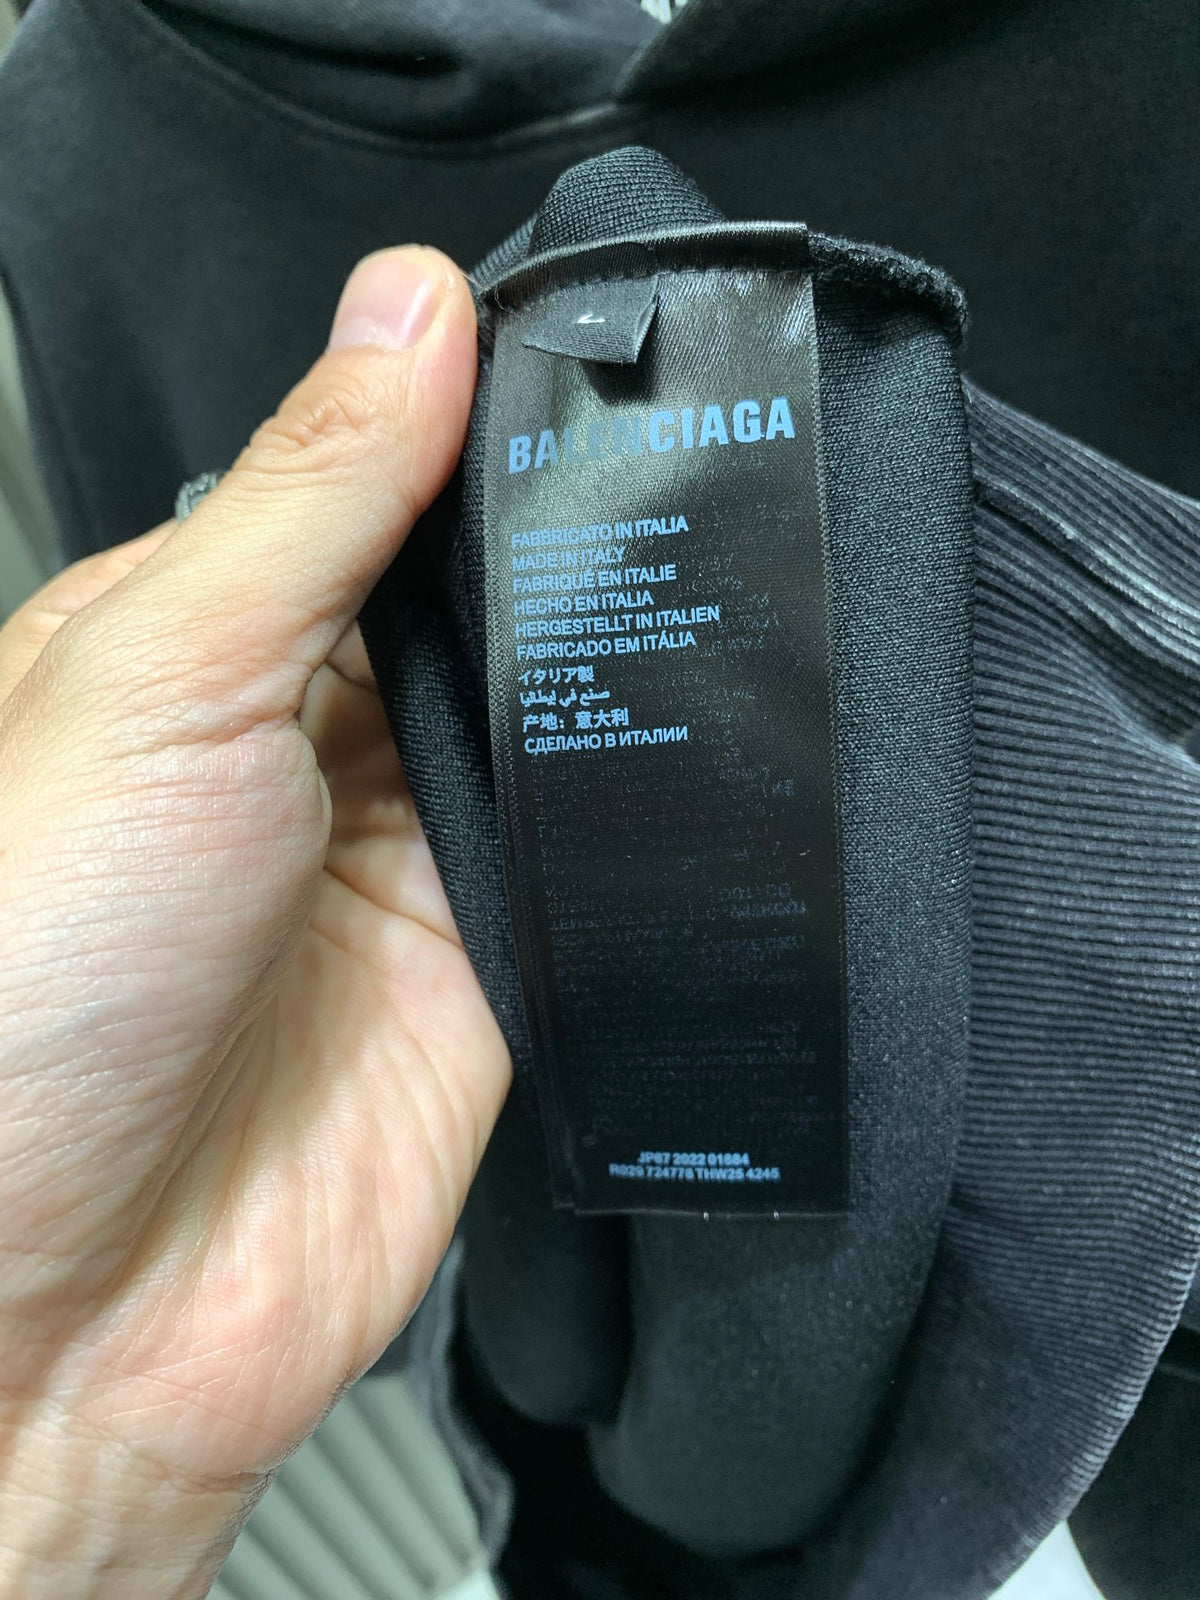 BALENCIAGA
FABBRICATO IN ITALIA
MADE IN ITALY
FABRIQUÉ EN ITALIE
HECHO EN ITALIA
HERGESTELLT IN ITALIEN
FABRICADO EM ITÁLIA
イタリア製
صنع في إيطاليا
产地：意大利
СДЕЛАНО В ИТАЛИИ
JP67 2022 01884
R029 724778 THW25 4245